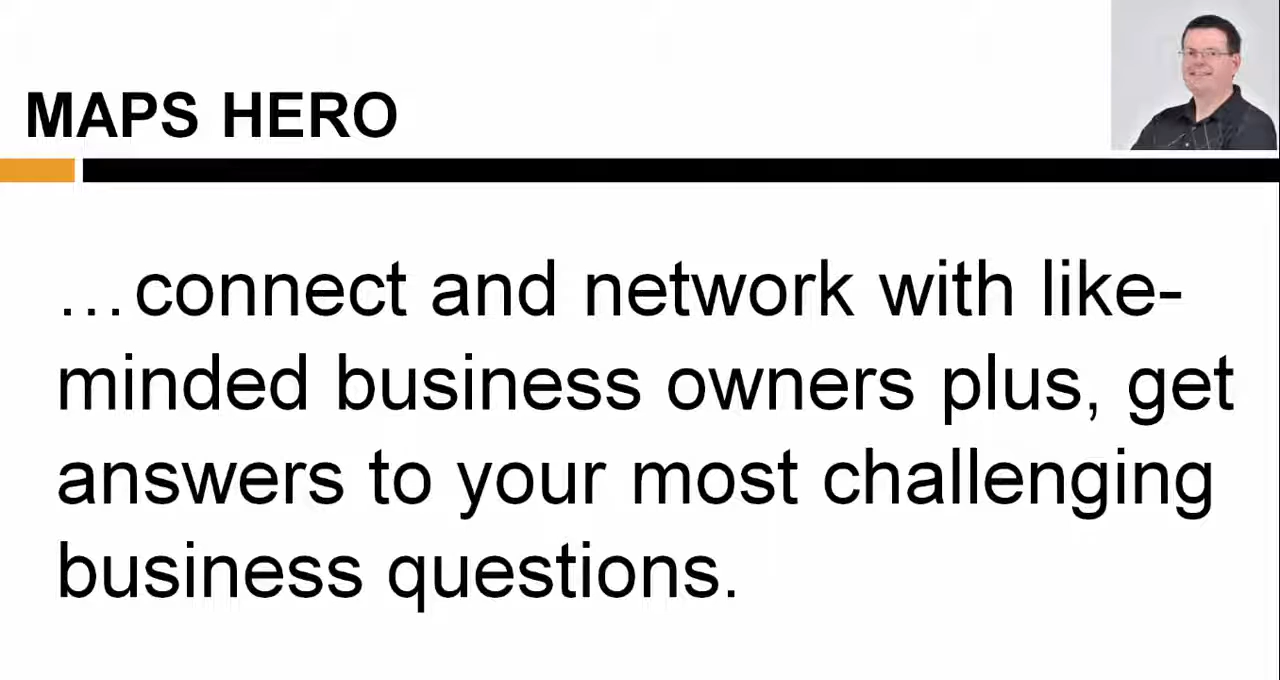 MAPS HERO
…connect and network with like-
minded business owners plus, get
answers to your most challenging
business questions.